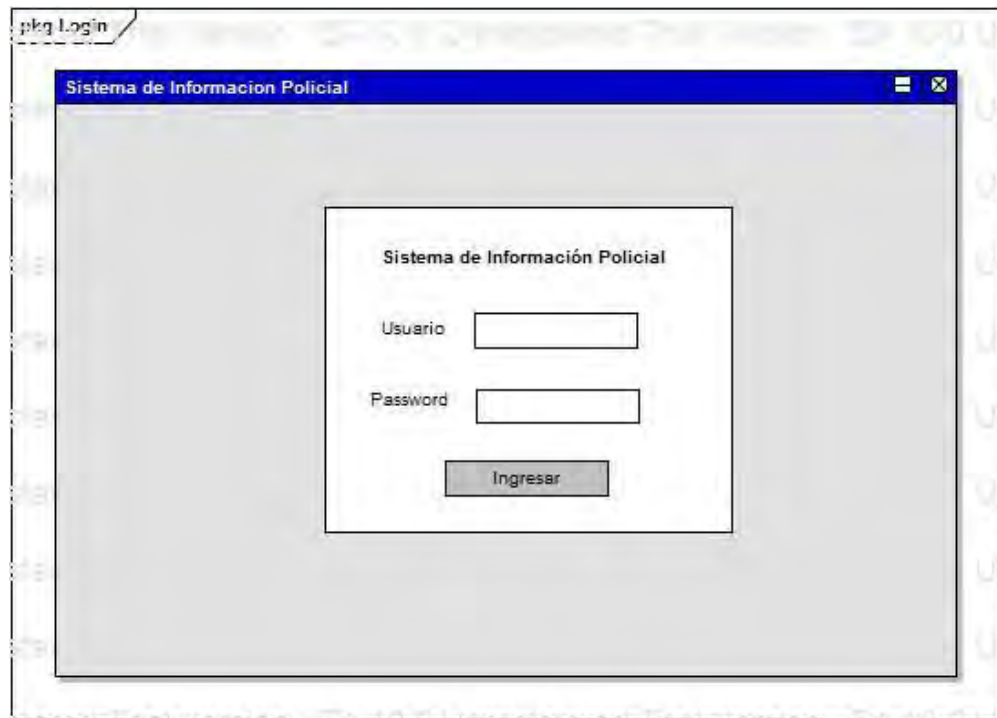 pkg Login
Sistema de Informacion Policial
Sistema de Información Policial
Usuario
Password
Ingresar